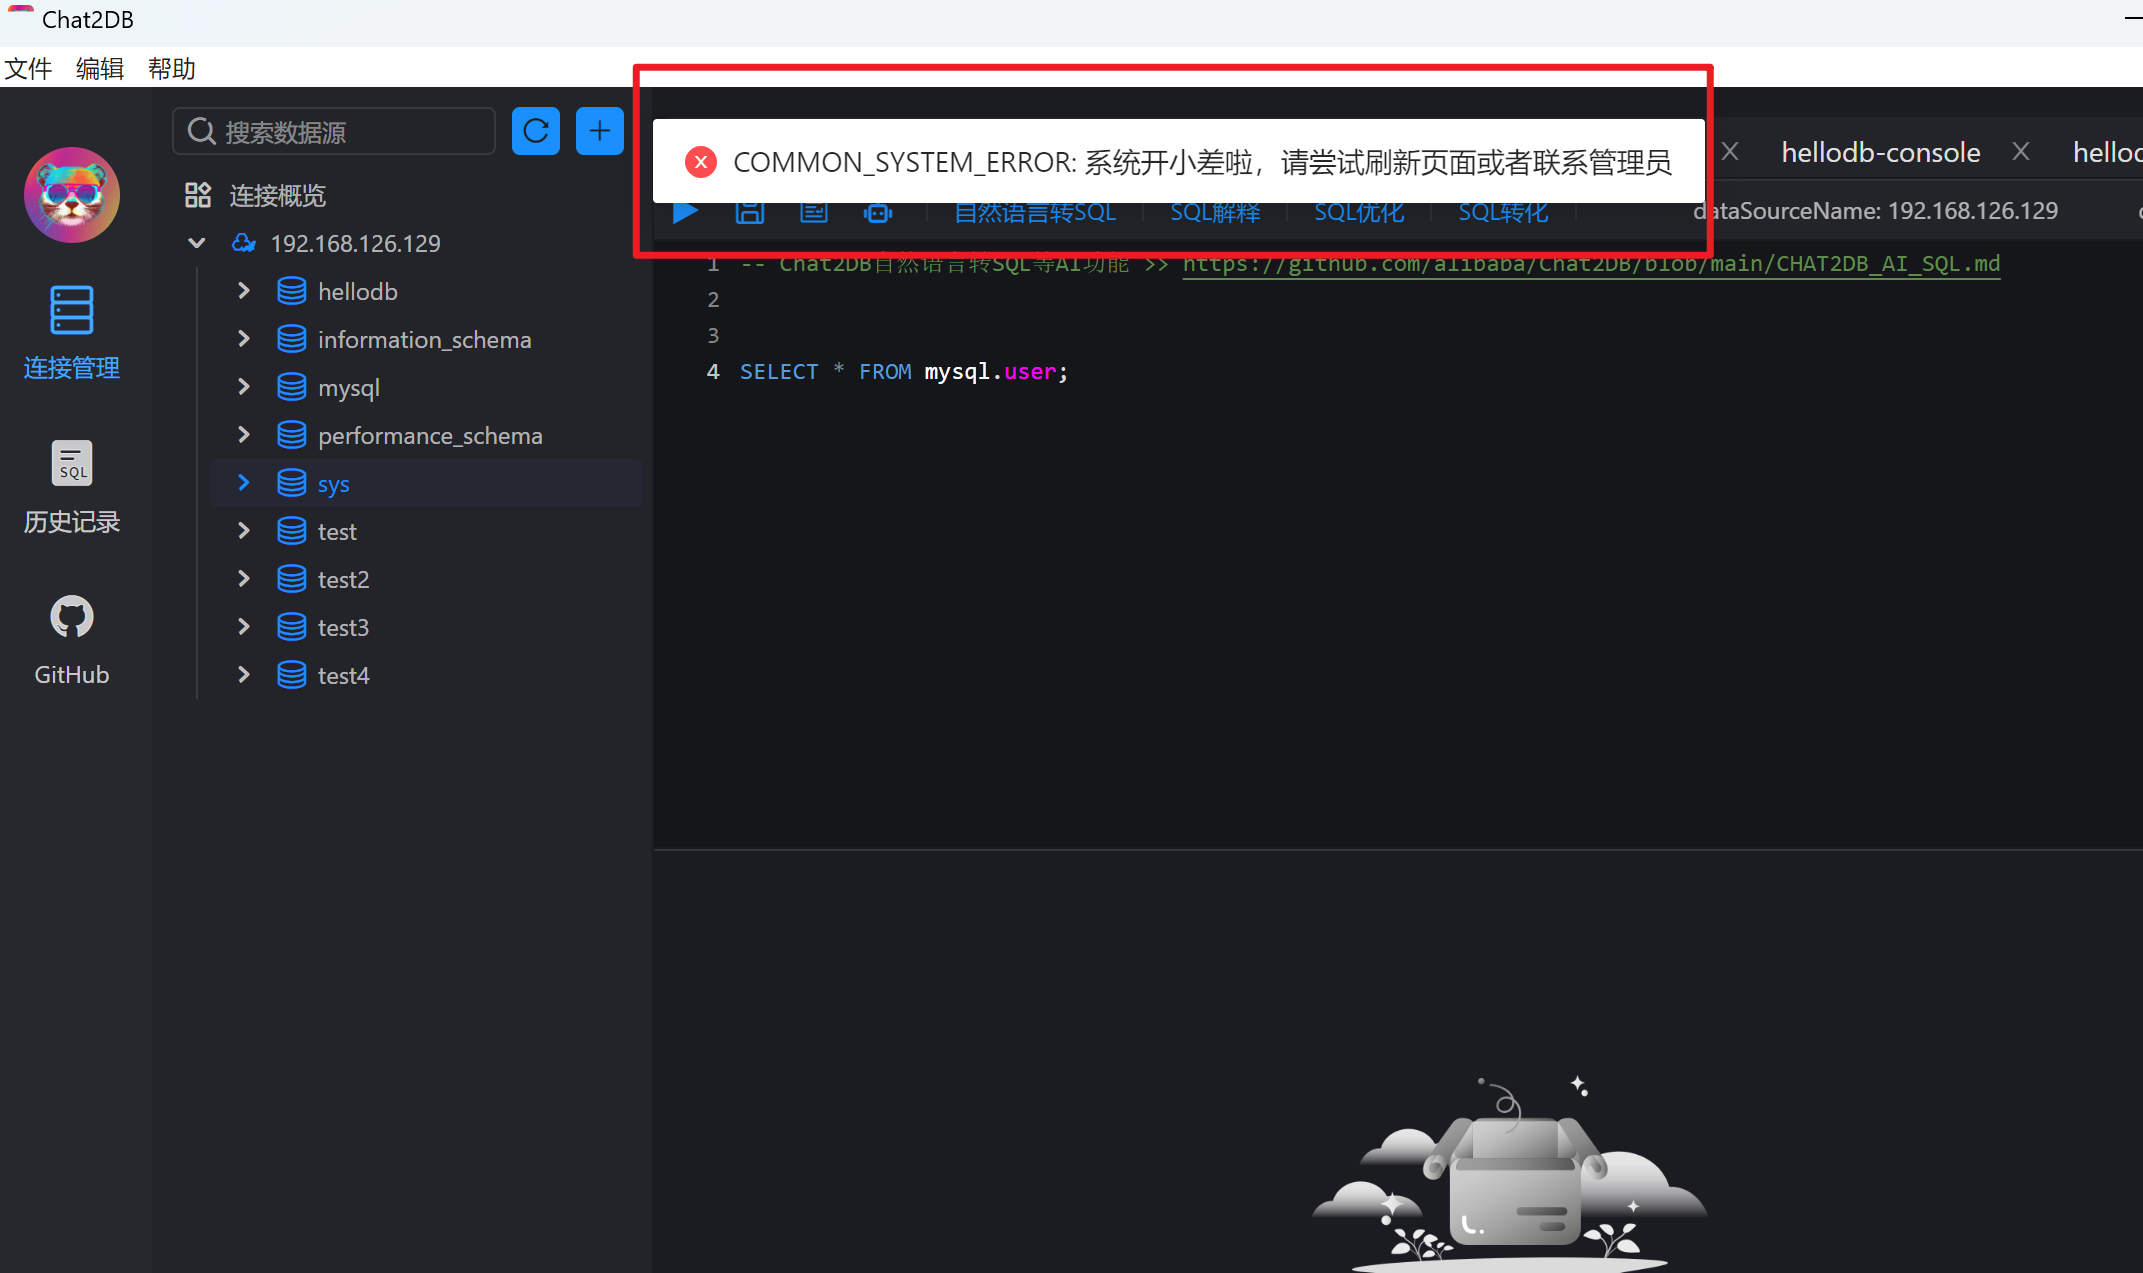 Chat2DB
文件 编辑 帮助
搜索数据源
连接概览
192.168.126.129
hellodb
information_schema
mysql
performance_schema
sys
test
test2
test3
test4
连接管理
SQL
历史记录
GitHub
COMMON_SYSTEM_ERROR: 系统开小差啦，请尝试刷新页面或者联系管理员
hellodb-console
自然语言转SQL SQL解释 SQL优化 SQL转化
dataSourceName: 192.168.126.129
1 -- Chat2DB自然语言转SQL等AI功能 >> https://github.com/alibaba/Chat2DB/blob/main/CHAT2DB_AI_SQL.md
2
3
4 SELECT * FROM mysql.user;